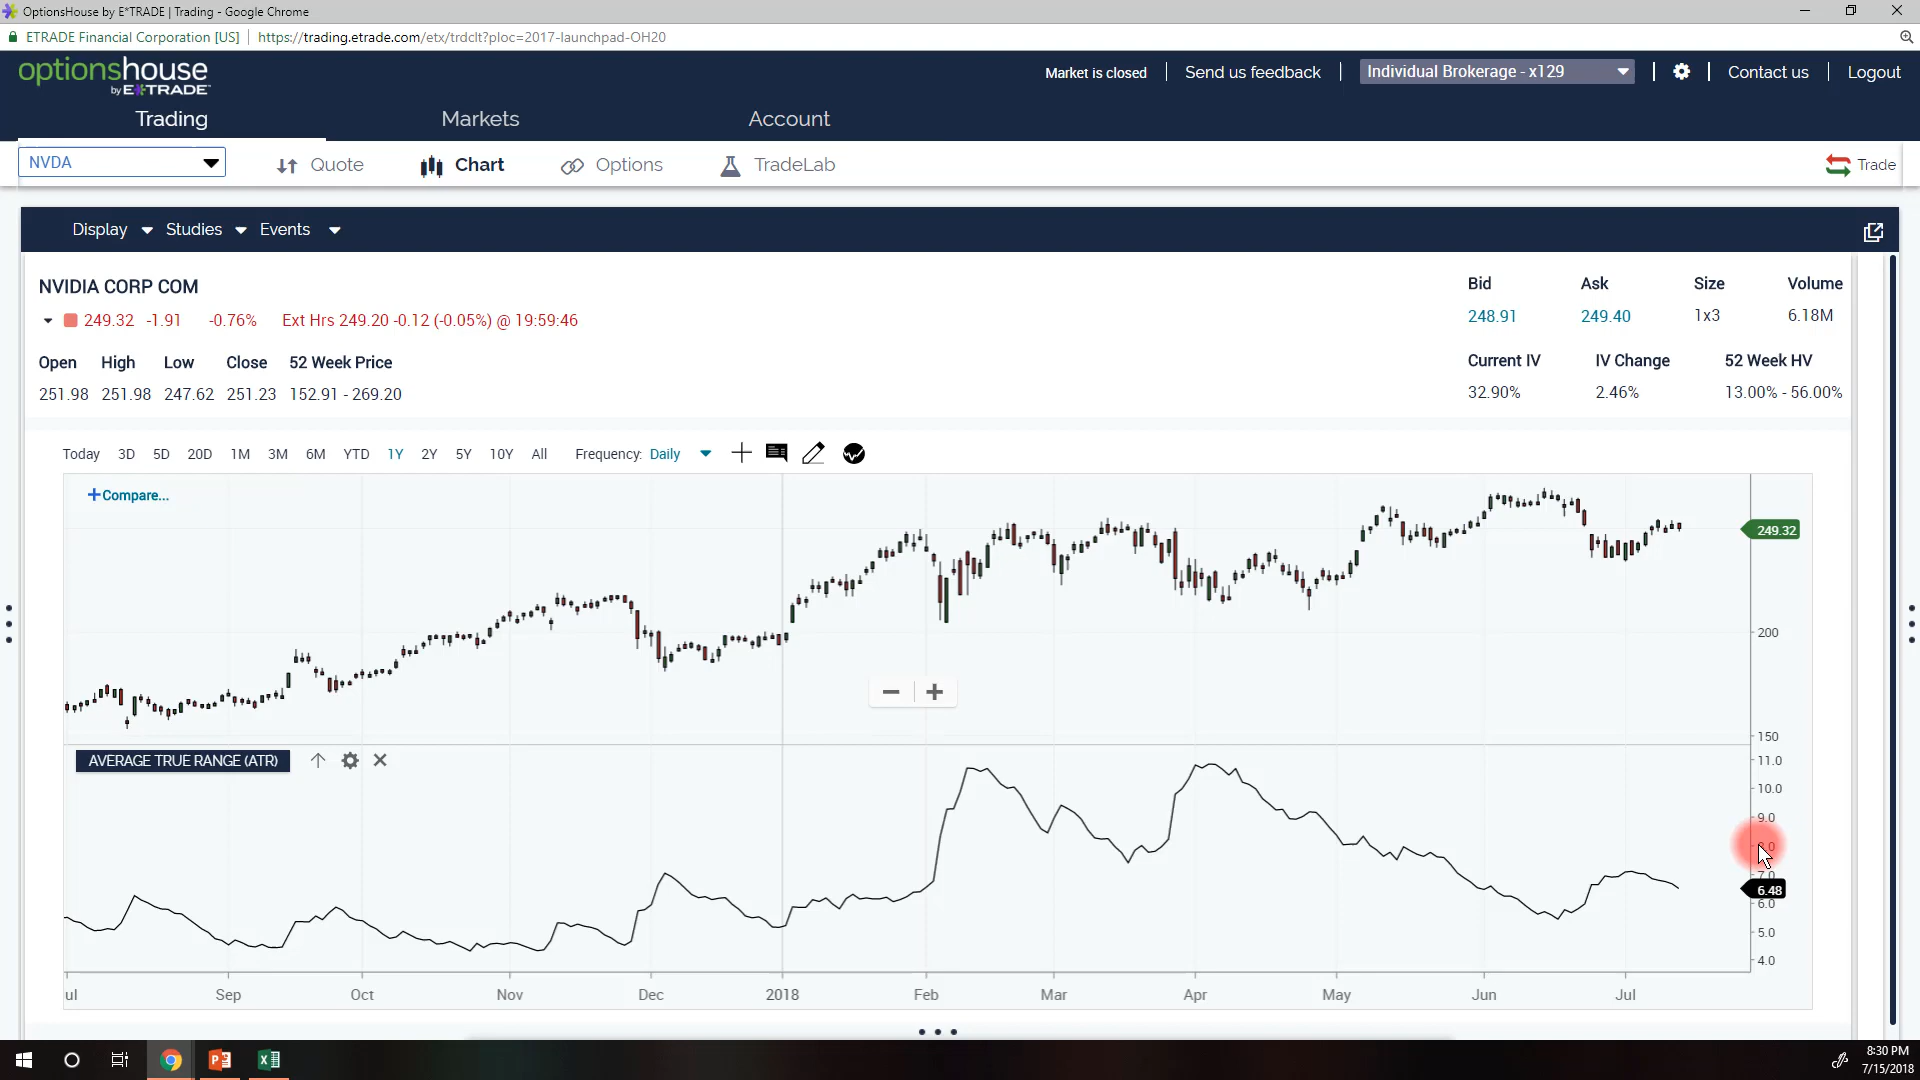 OptionsHouse by E*TRADE | Trading - Google Chrome
ETRADE Financial Corporation [US] https://trading.etrade.com/etx/trdclt?ploc=2017-launchpad-OH20
optionshouse
by E*TRADE
Market is closed Send us feedback Individual Brokerage - x129 Contact us Logout
Trading Markets Account
NVDA Quote Chart Options TradeLab Trade
Display Studies Events
NVIDIA CORP COM
249.32 -1.91 -0.76% Ext Hrs 249.20 -0.12 (-0.05%) @ 19:59:46
Open High Low Close 52 Week Price
251.98 251.98 247.62 251.23 152.91 - 269.20
Bid Ask Size Volume
248.91 249.40 1x3 6.18M
Current IV IV Change 52 Week HV
32.90% 2.46% 13.00% - 56.00%
Today 3D 5D 20D 1M 3M 6M YTD 1Y 2Y 5Y 10Y All Frequency: Daily
+Compare...
249.32
200
150
AVERAGE TRUE RANGE (ATR)
11.0
10.0
9.0
8.0
7.0
6.48
6.0
5.0
4.0
ul Sep Oct Nov Dec 2018 Feb Mar Apr May Jun Jul
8:30 PM
7/15/2018